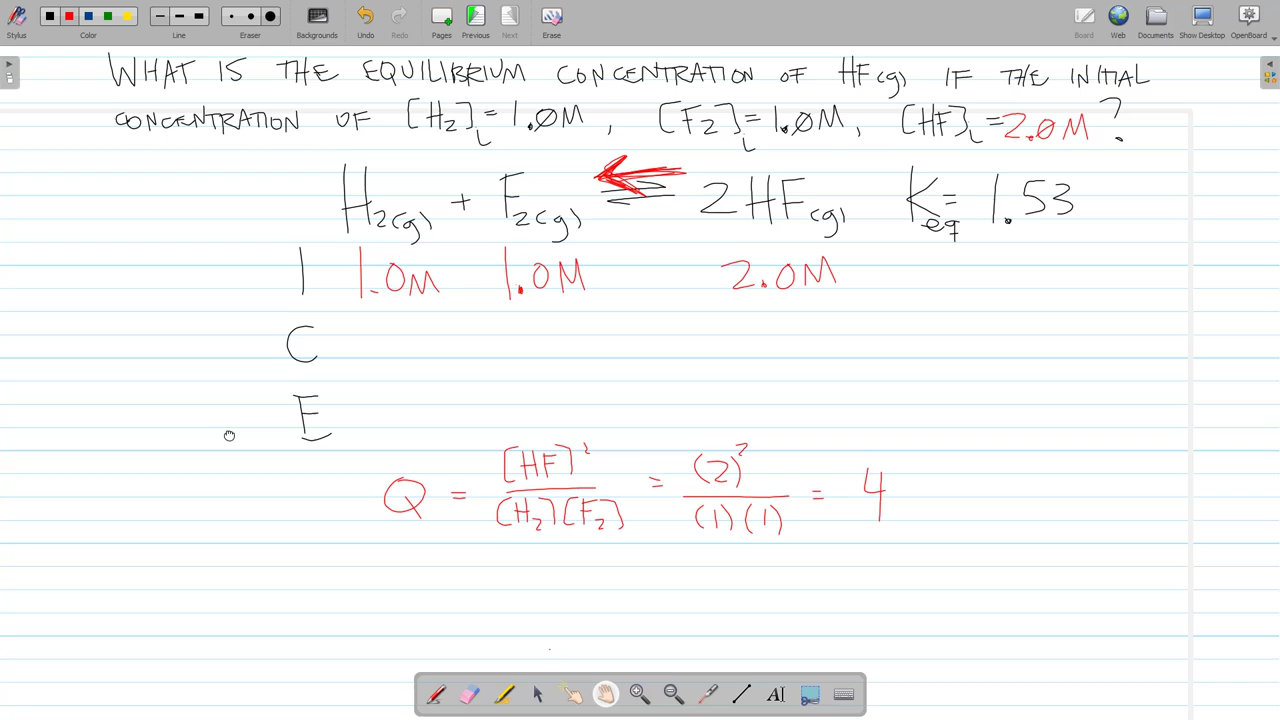 Stylus Color Line Eraser Backgrounds Undo Redo Pages Previous Next Erase Board Web Documents Show Desktop OpenBoard
WHAT IS THE EQUILIBRIUM CONCENTRATION OF HF(g) IF THE INITIAL
CONCENTRATION OF [H2]i = 1.0M, [F2]i = 1.0M, [HF]i = 2.0M ?
H2(g) + F2(g) ⇌ 2HF(g) Keq = 1.53
I 1.0M 1.0M 2.0M
C
E
Q = [HF]² / [H2][F2] = (2)² / (1)(1) = 4
AI